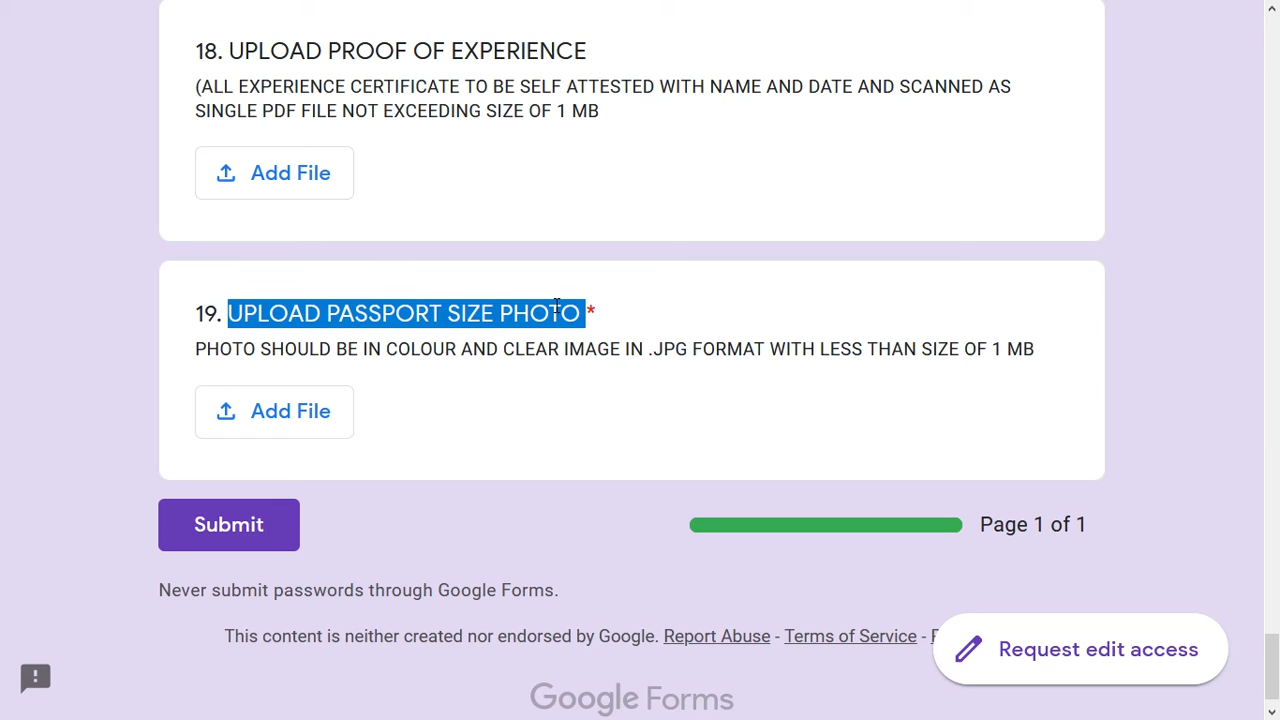 18. UPLOAD PROOF OF EXPERIENCE
(ALL EXPERIENCE CERTIFICATE TO BE SELF ATTESTED WITH NAME AND DATE AND SCANNED AS
SINGLE PDF FILE NOT EXCEEDING SIZE OF 1 MB
Add File
19. UPLOAD PASSPORT SIZE PHOTO *
PHOTO SHOULD BE IN COLOUR AND CLEAR IMAGE IN .JPG FORMAT WITH LESS THAN SIZE OF 1 MB
Add File
Submit
Page 1 of 1
Never submit passwords through Google Forms.
This content is neither created nor endorsed by Google. Report Abuse - Terms of Service -
Request edit access
Google Forms